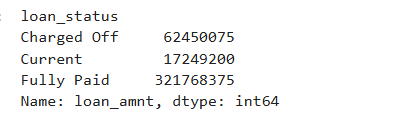 loan_status
Charged Off 62450075
Current 17249200
Fully Paid 321768375
Name: loan_amnt, dtype: int64